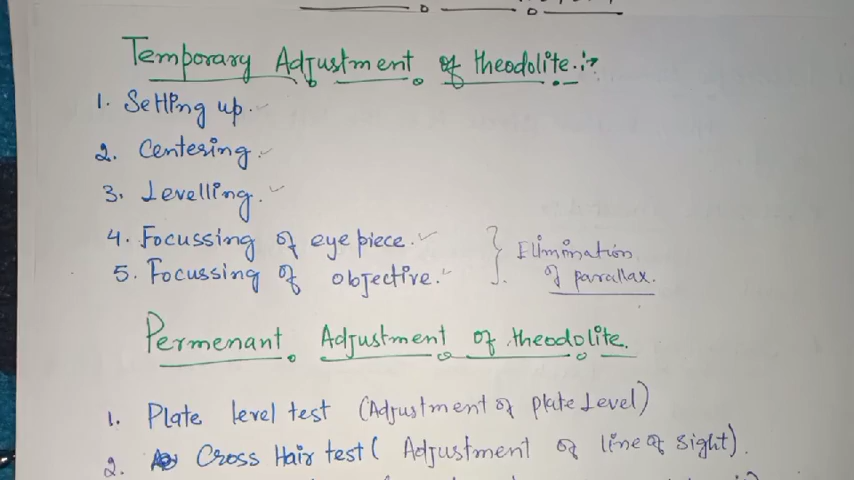 Temporary Adjustment of theodolite :-
1. Setting up.
2. Centering.
3. Levelling.
4. Focussing of eye piece.
5. Focussing of objective.
} Elimination
of parallax.
Permenant Adjustment of theodolite.
1. Plate level test (Adjustment of Plate Level)
2. Cross Hair test ( Adjustment of line of sight).